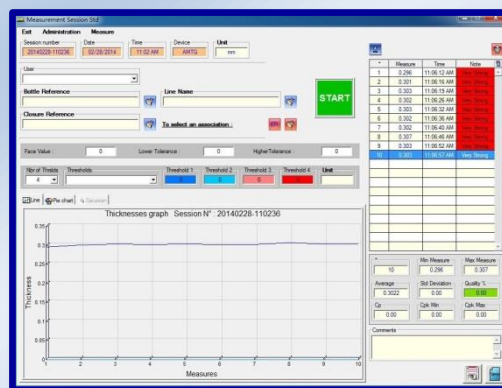 Measurement Session Std
Exit Administration Measure
Session number Date Time Device Unit
20140228-110236 02/28/2014 11:02 AM AMTG mm
User
Bottle Reference Line Name
START
Closure Reference
To select an association :
Face Value : 0 Lower Tolerance : 0 HigherTolerance : 0
Nbr of Thrslds Thresholds Threshold 1 Threshold 2 Threshold 3 Threshold 4 Unit
4 0 0 0 0
Line Pie chart Gaussian
Thicknesses graph Session N° : 20140228-110236
Thickness
0.35
0.3
0.25
0.2
0.15
0.1
0.05
0
1 2 3 4 5 6 7 8 9 10
Measures
* Measure Time Note
1 0.296 11:06:12 AM Very Strong
2 0.301 11:06:16 AM Very Strong
3 0.303 11:06:19 AM Very Strong
4 0.302 11:06:26 AM Very Strong
5 0.303 11:06:32 AM Very Strong
6 0.302 11:06:36 AM Very Strong
7 0.302 11:06:40 AM Very Strong
8 0.307 11:06:46 AM Very Strong
9 0.303 11:06:52 AM Very Strong
10 0.303 11:06:57 AM Very Strong
* Min Measure Max Measure
10 0.296 0.307
Average Std Deviation Quality %
0.3022 0.00 0.00
Cp Cpk Min Cpk Max
0.00 0.00 0.00
Comments